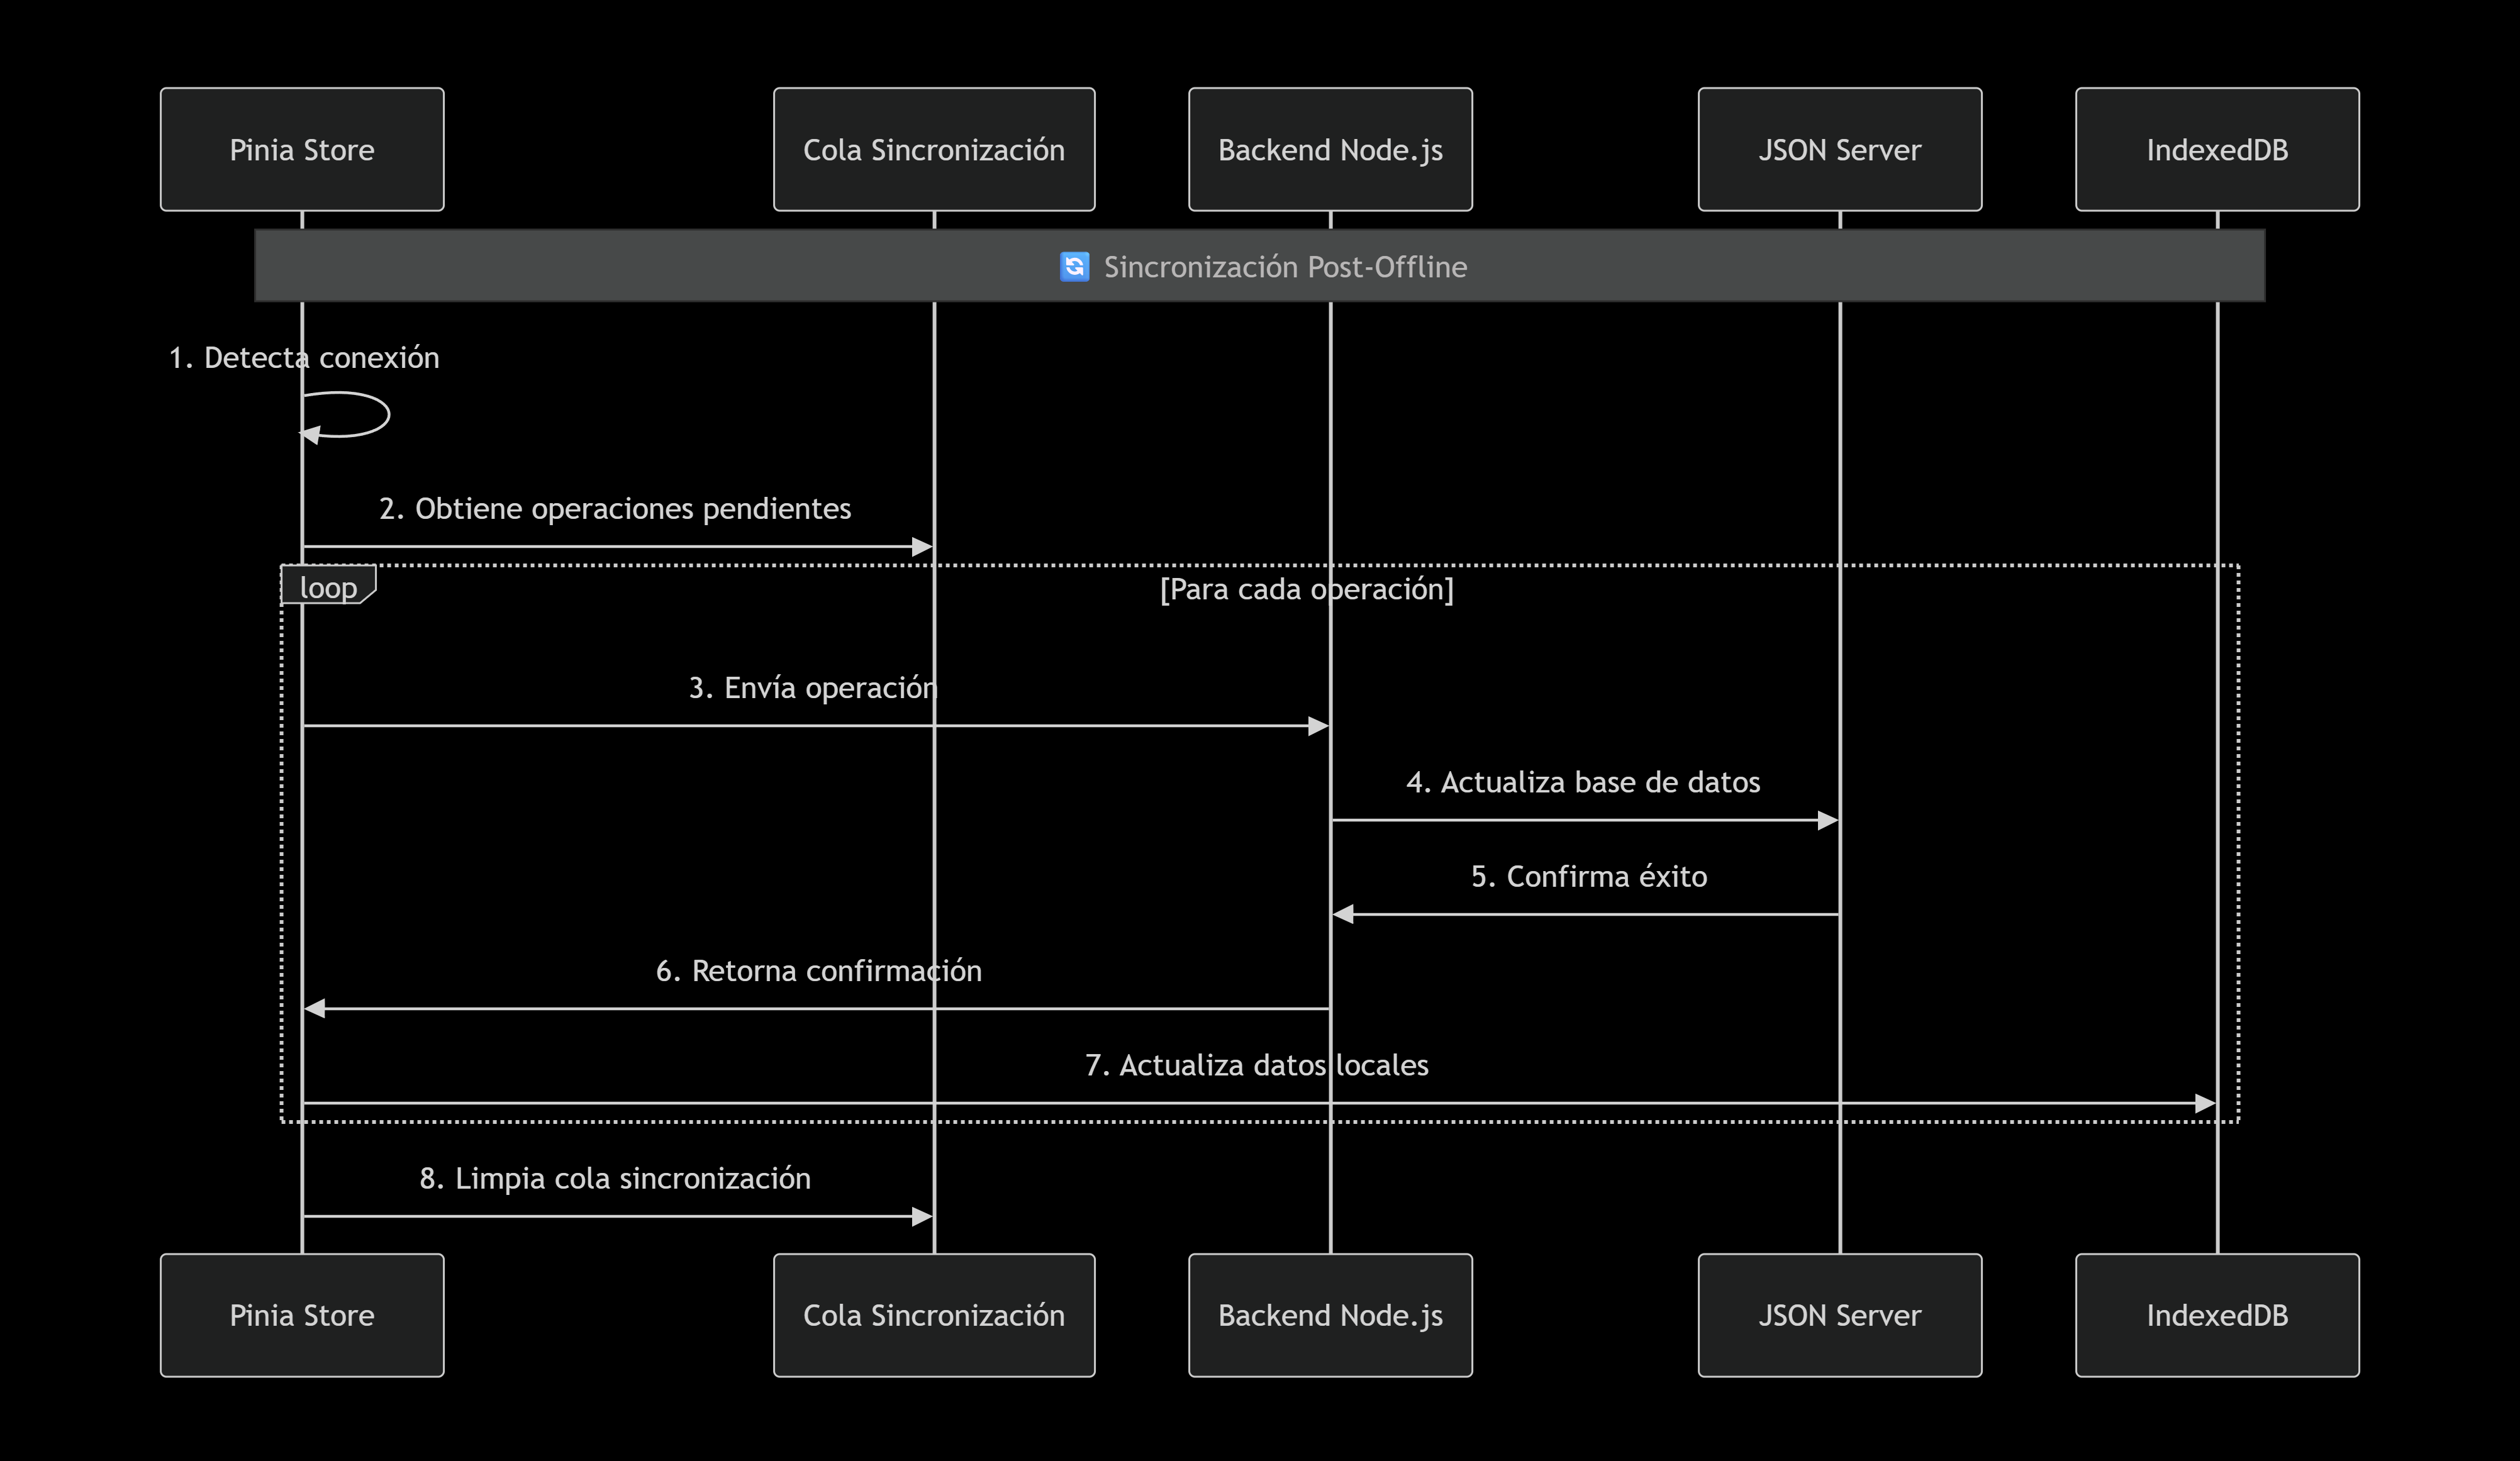 Pinia Store
Cola Sincronización
Backend Node.js
JSON Server
IndexedDB
🔄 Sincronización Post-Offline
1. Detecta conexión
2. Obtiene operaciones pendientes
loop
[Para cada operación]
3. Envía operación
4. Actualiza base de datos
5. Confirma éxito
6. Retorna confirmación
7. Actualiza datos locales
8. Limpia cola sincronización
Pinia Store
Cola Sincronización
Backend Node.js
JSON Server
IndexedDB